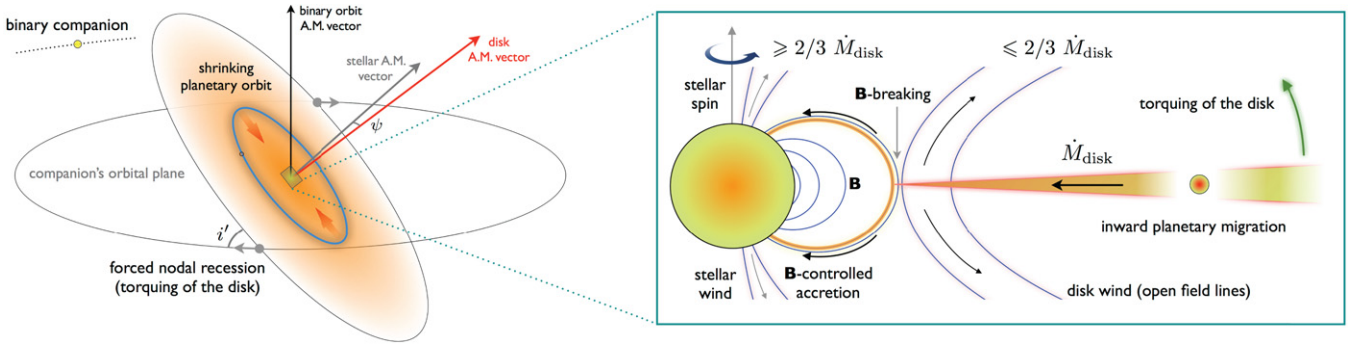 binary companion
binary orbit
A.M. vector
disk
A.M. vector
stellar A.M.
vector
shrinking
planetary orbit
ψ
companion's orbital plane
i′
forced nodal recession
(torquing of the disk)
⩾ 2/3 Ṁdisk
⩽ 2/3 Ṁdisk
stellar
spin
B-breaking
torquing of the disk
Ṁdisk
B
inward planetary migration
stellar
wind
B-controlled
accretion
disk wind (open field lines)